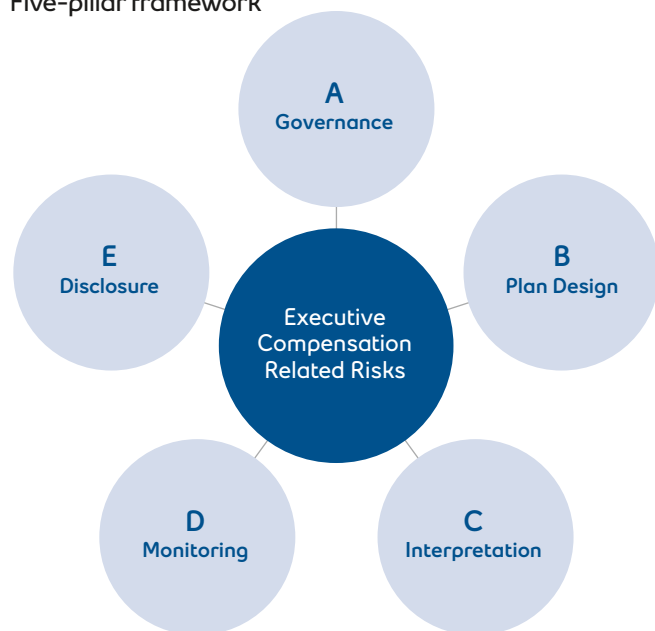 Five-pillar framework
A
Governance
E
Disclosure
B
Plan Design
Executive
Compensation
Related Risks
D
Monitoring
C
Interpretation